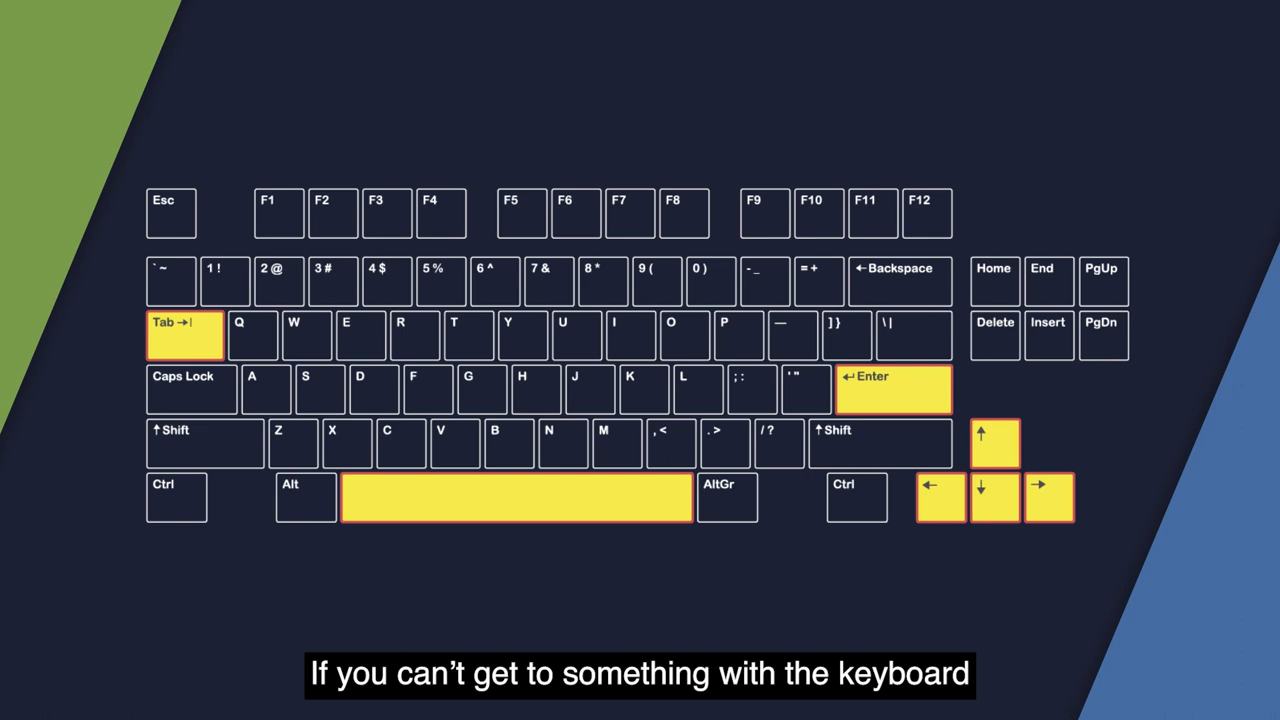 Esc F1 F2 F3 F4 F5 F6 F7 F8 F9 F10 F11 F12
` ~ 1 ! 2 @ 3 # 4 $ 5 % 6 ^ 7 & 8 * 9 ( 0 ) - _ = + ←Backspace Home End PgUp
Tab →| Q W E R T Y U I O P — ] } \ | Delete Insert PgDn
Caps Lock A S D F G H J K L ; : ' " ↵Enter
↑Shift Z X C V B N M , < . > / ? ↑Shift ↑
Ctrl Alt AltGr Ctrl ← ↓ →
If you can’t get to something with the keyboard